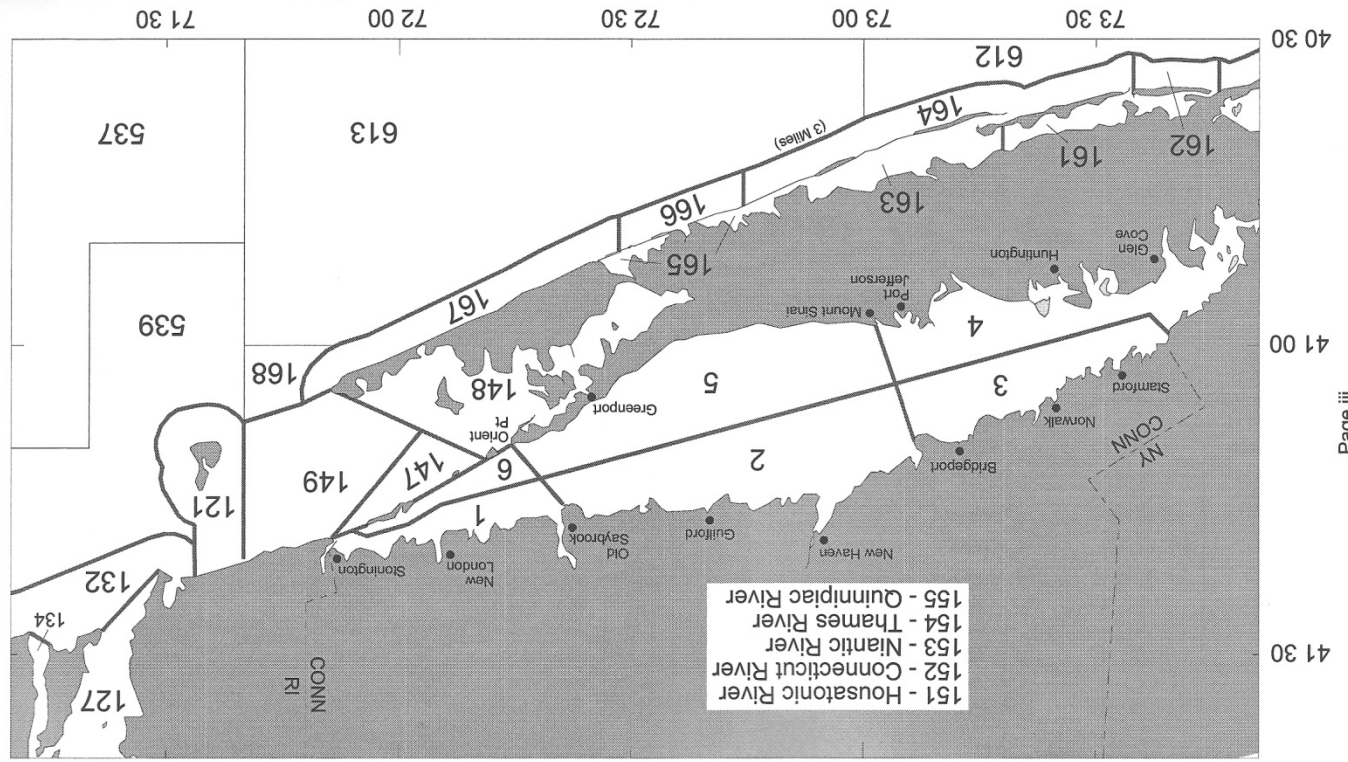 Page iii
41 30
41 00
40 30
151 - Housatonic River
152 - Connecticut River
153 - Niantic River
154 - Thames River
155 - Quinnipiac River
CONN
RI
127
134
132
NY
CONN
New Haven
Guilford
Old
Saybrook
New
London
Stonington
Bridgeport
Norwalk
Stamford
1
2
3
4
5
6
147
149
121
148
168
Orient
Pt
Greenport
Mount Sinai
Port
Jefferson
Huntington
Glen
Cove
539
167
165
166
163
161
162
164
(3 Miles)
613
537
612
73 30
73 00
72 30
72 00
71 30